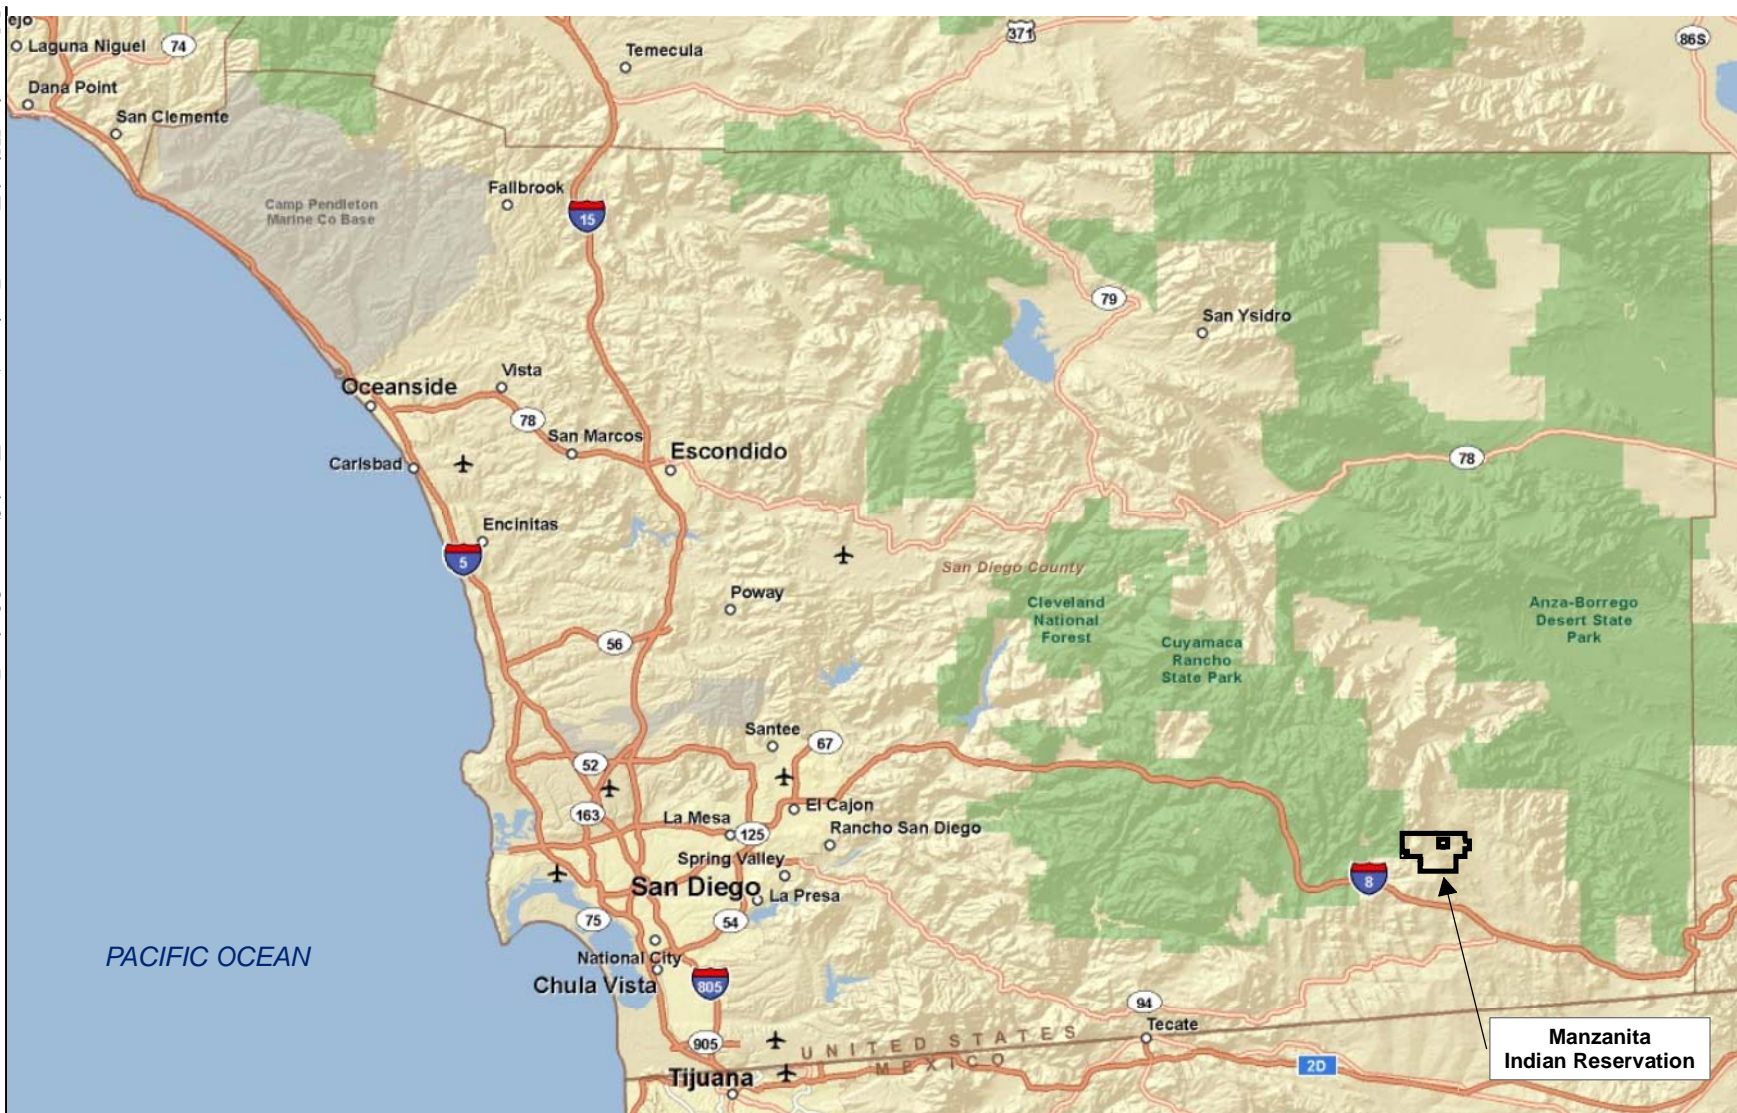 ejo
Laguna Niguel
74
Temecula
371
86S
Dana Point
San Clemente
Fallbrook
Camp Pendleton
Marine Co Base
15
79
San Ysidro
Vista
Oceanside
78
San Marcos
Escondido
78
Carlsbad
Encinitas
5
San Diego County
Poway
Cleveland
National
Forest
Anza-Borrego
Desert State
Park
56
Cuyamaca
Rancho
State Park
Santee
67
52
163
El Cajon
La Mesa
125
Rancho San Diego
Spring Valley
San Diego
La Presa
8
75
54
PACIFIC OCEAN
National City
Chula Vista
805
94
Tecate
905
UNITED STATES
MEXICO
Manzanita
Indian Reservation
2D
Tijuana